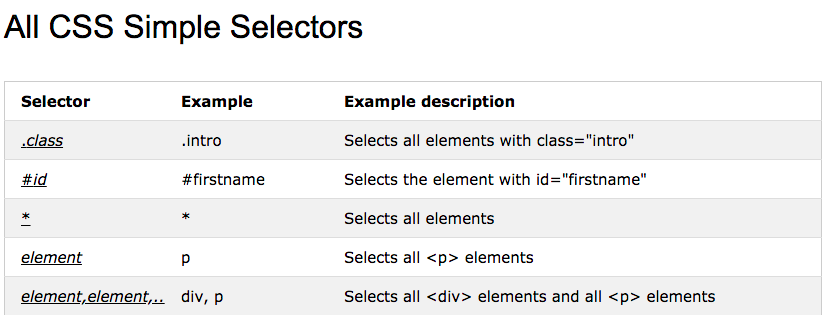 All CSS Simple Selectors
Selector Example Example description
.class .intro Selects all elements with class="intro"
#id #firstname Selects the element with id="firstname"
* * Selects all elements
element p Selects all <p> elements
element,element,.. div, p Selects all <div> elements and all <p> elements